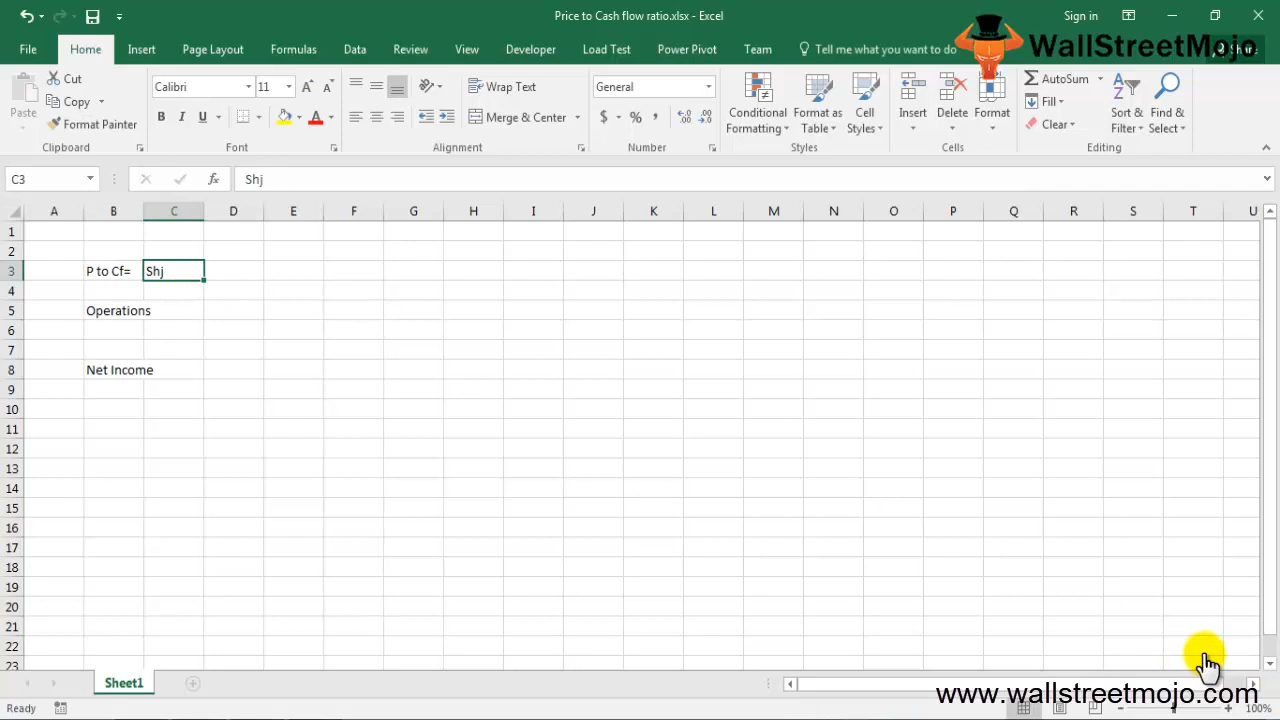 Price to Cash flow ratio.xlsx - Excel
Sign in
File Home Insert Page Layout Formulas Data Review View Developer Load Test Power Pivot Team Tell me what you want to do
WallStreetMojo
Share
Paste
Cut
Copy
Format Painter
Clipboard
Calibri 11
B I U
Font
Wrap Text
Merge & Center
Alignment
General
$ % ,
Number
Conditional Formatting
Format as Table
Cell Styles
Styles
Insert Delete Format
Cells
AutoSum
Fill
Clear
Sort & Filter
Find & Select
Editing
C3 fx Shj
A B C D E F G H I J K L M N O P Q R S T U
1
2
3 P to Cf= Shj
4
5 Operations
6
7
8 Net Income
9
10
11
12
13
14
15
16
17
18
19
20
21
22
23
Sheet1
www.wallstreetmojo.com
Ready 100%